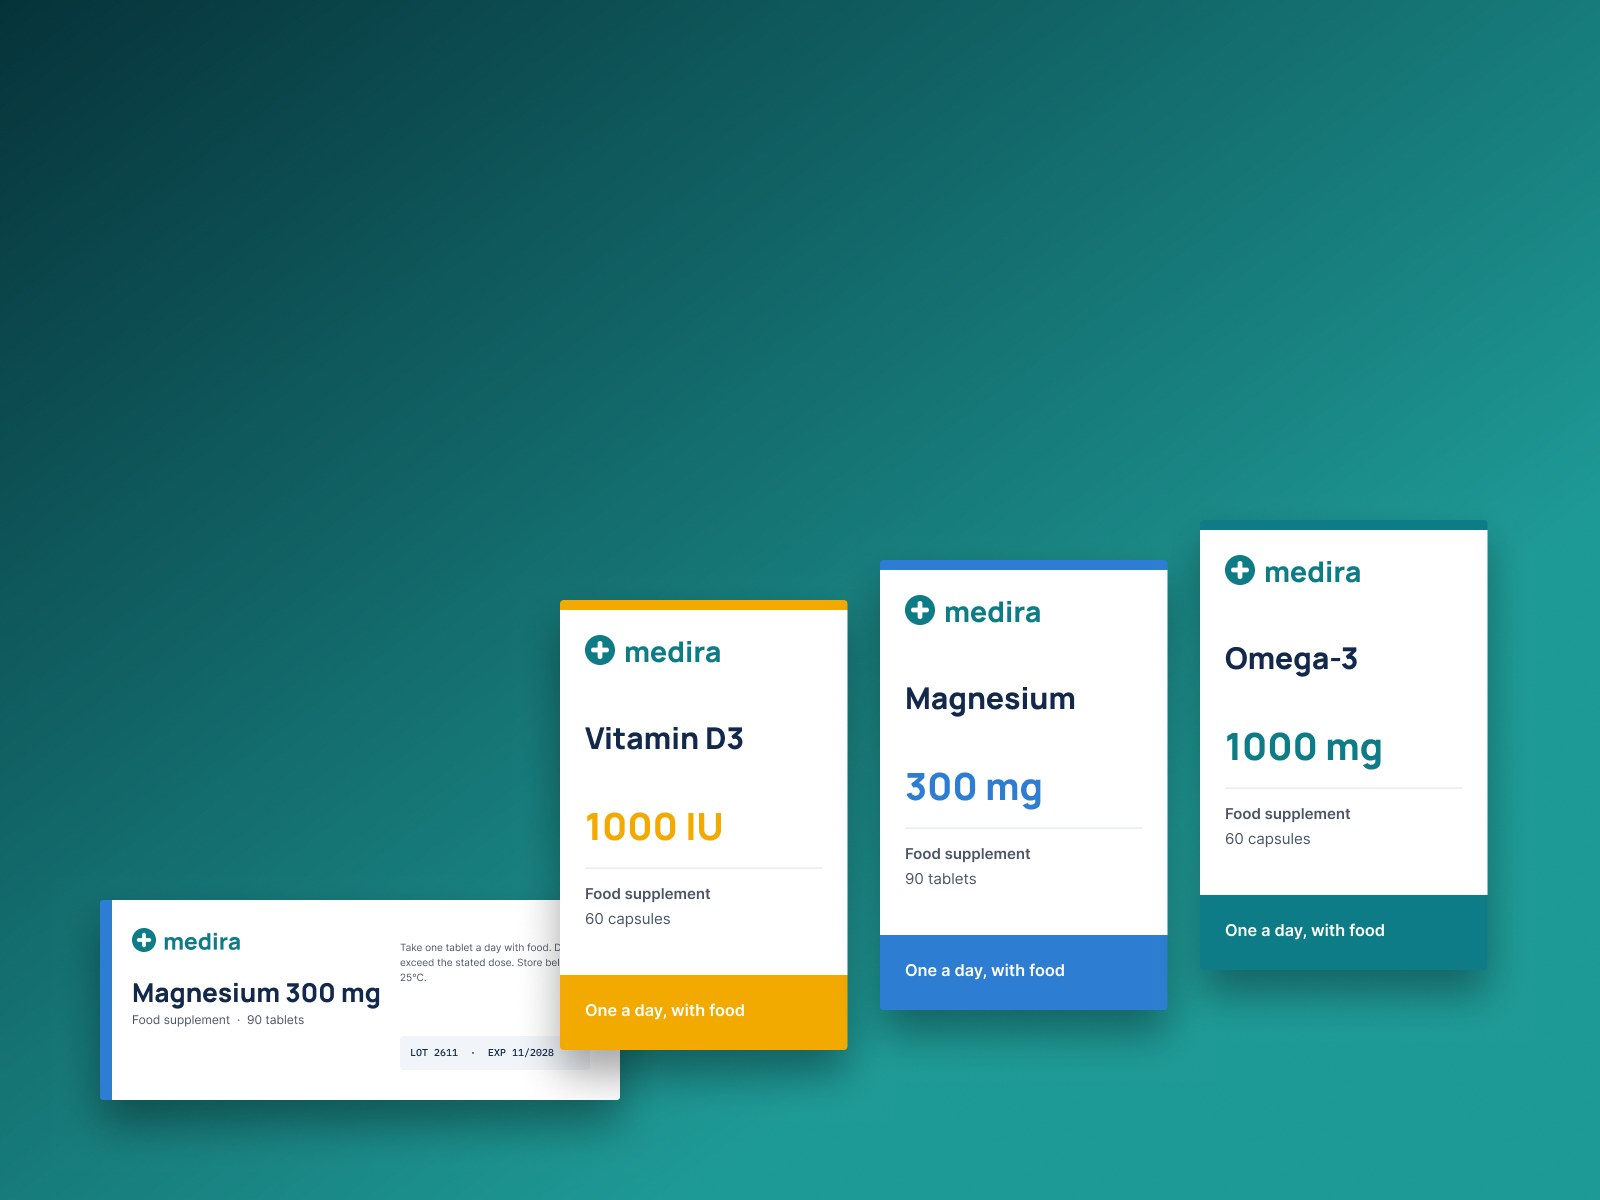 medira
Magnesium 300 mg
Food supplement · 90 tablets
Take one tablet a day with food.
exceed the stated dose. Store
25°C.
LOT 2611 · EXP 11/2028
medira
Vitamin D3
1000 IU
Food supplement
60 capsules
One a day, with food
medira
Magnesium
300 mg
Food supplement
90 tablets
One a day, with food
medira
Omega-3
1000 mg
Food supplement
60 capsules
One a day, with food